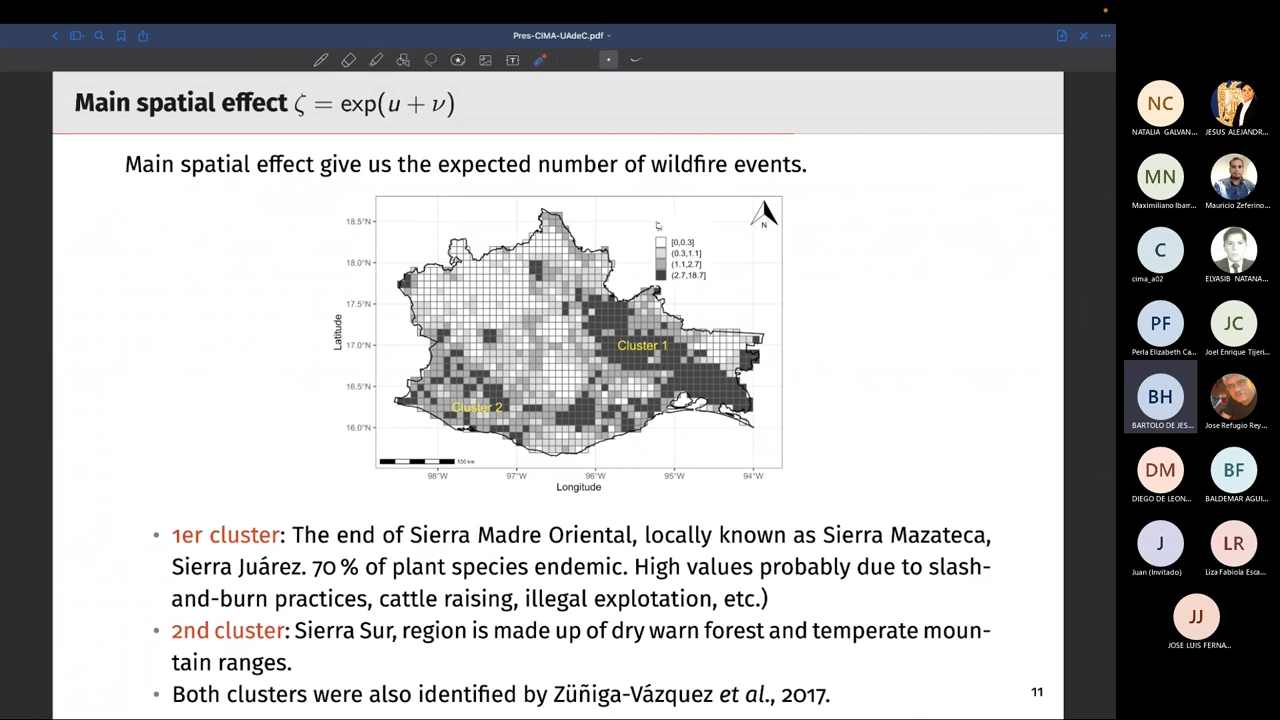 Pres-CIMA-UAdeC.pdf
Main spatial effect ζ = exp(u + ν)
Main spatial effect give us the expected number of wildfire events.
N
ζ
[0,0.3]
(0.3,1.1]
(1.1,2.7]
(2.7,18.7]
18.5°N
18.0°N
17.5°N
17.0°N
16.5°N
16.0°N
Latitude
Cluster 1
Cluster 2
100 km
98°W
97°W
96°W
95°W
94°W
Longitude
• 1er cluster: The end of Sierra Madre Oriental, locally known as Sierra Mazateca,
Sierra Juárez. 70 % of plant species endemic. High values probably due to slash-
and-burn practices, cattle raising, illegal explotation, etc.)
• 2nd cluster: Sierra Sur, region is made up of dry warn forest and temperate moun-
tain ranges.
• Both clusters were also identified by Züñiga-Vázquez et al., 2017.
11
NC
NATALIA GALVAN...
JESUS ALEJANDR...
MN
Maximiliano Ibarr...
Mauricio Zeferino...
C
cima_a02
ELYASIB NATANA...
PF
Perla Elizabeth Ca...
JC
Joel Enrique Tijeri...
BH
BARTOLO DE JES...
Jose Refugio Rey...
DM
DIEGO DE LEON...
BF
BALDEMAR AGUI...
J
Juan (Invitado)
LR
Liza Fabiola Esca...
JJ
JOSE LUIS FERNA...